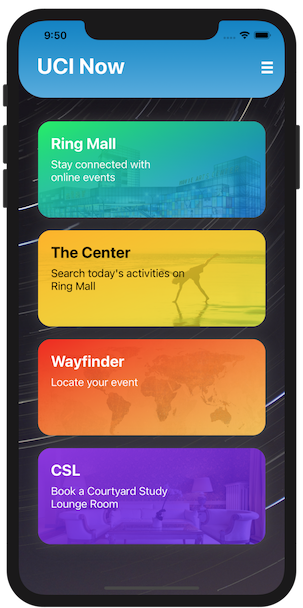 9:50
UCI Now
Ring Mall
Stay connected with
online events
The Center
Search today's activities on
Ring Mall
Wayfinder
Locate your event
CSL
Book a Courtyard Study
Lounge Room